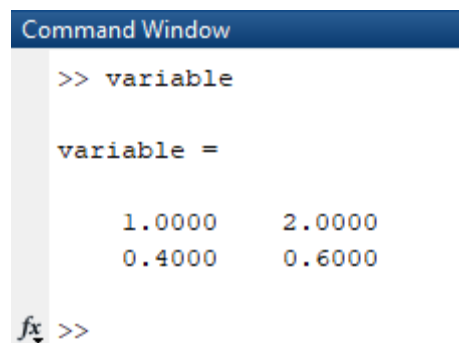 Command Window
>> variable
variable =
1.0000 2.0000
0.4000 0.6000
fx >>